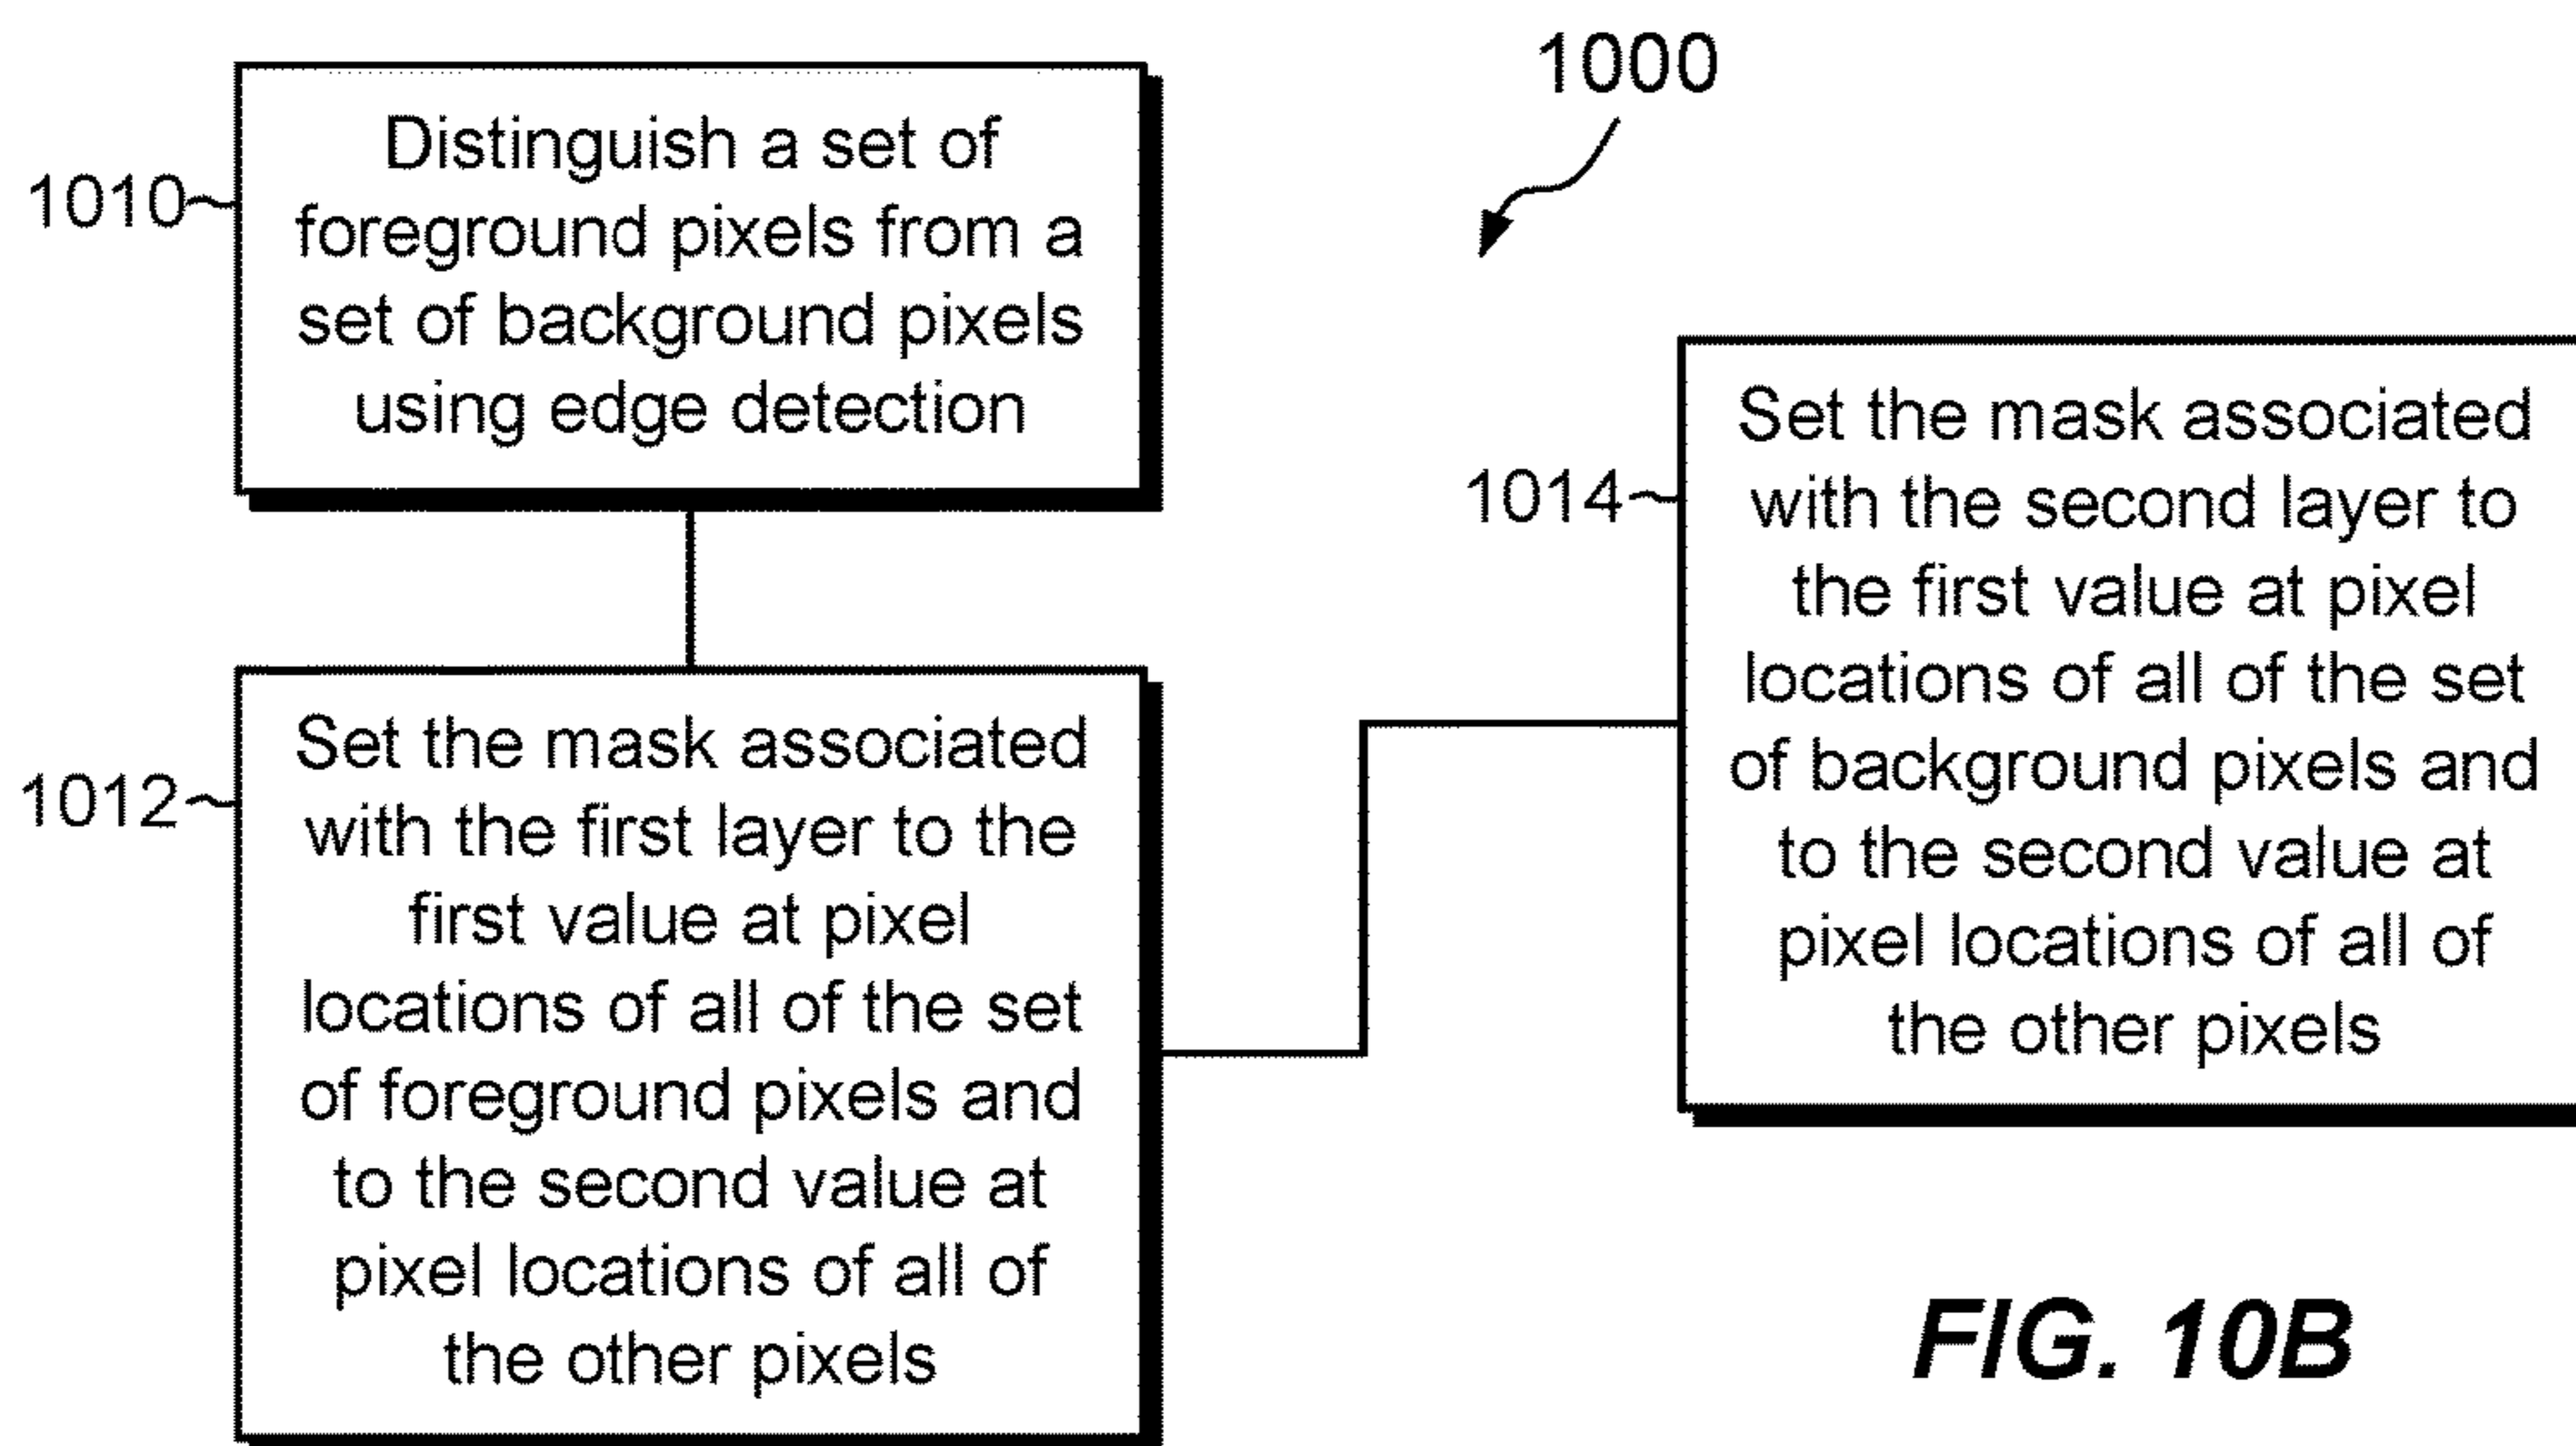 1000
1010
Distinguish a set of
foreground pixels from a
set of background pixels
using edge detection
1012
Set the mask associated
with the first layer to the
first value at pixel
locations of all of the set
of foreground pixels and
to the second value at
pixel locations of all of
the other pixels
1014
Set the mask associated
with the second layer to
the first value at pixel
locations of all of the set
of background pixels and
to the second value at
pixel locations of all of
the other pixels
FIG. 10B